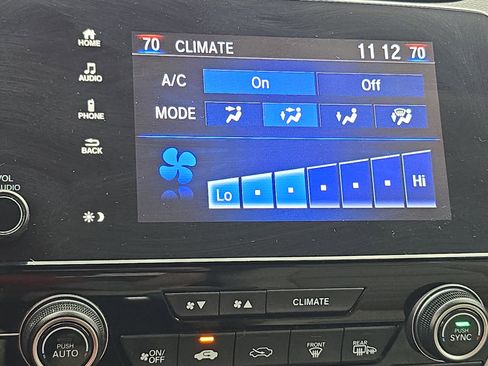 70 CLIMATE 11 12 70
HOME
A/C On Off
AUDIO
MODE
PHONE
BACK
Lo Hi
VOL
AUDIO
CLIMATE
PUSH
AUTO
ON/
OFF
FRONT
REAR
PUSH
SYNC